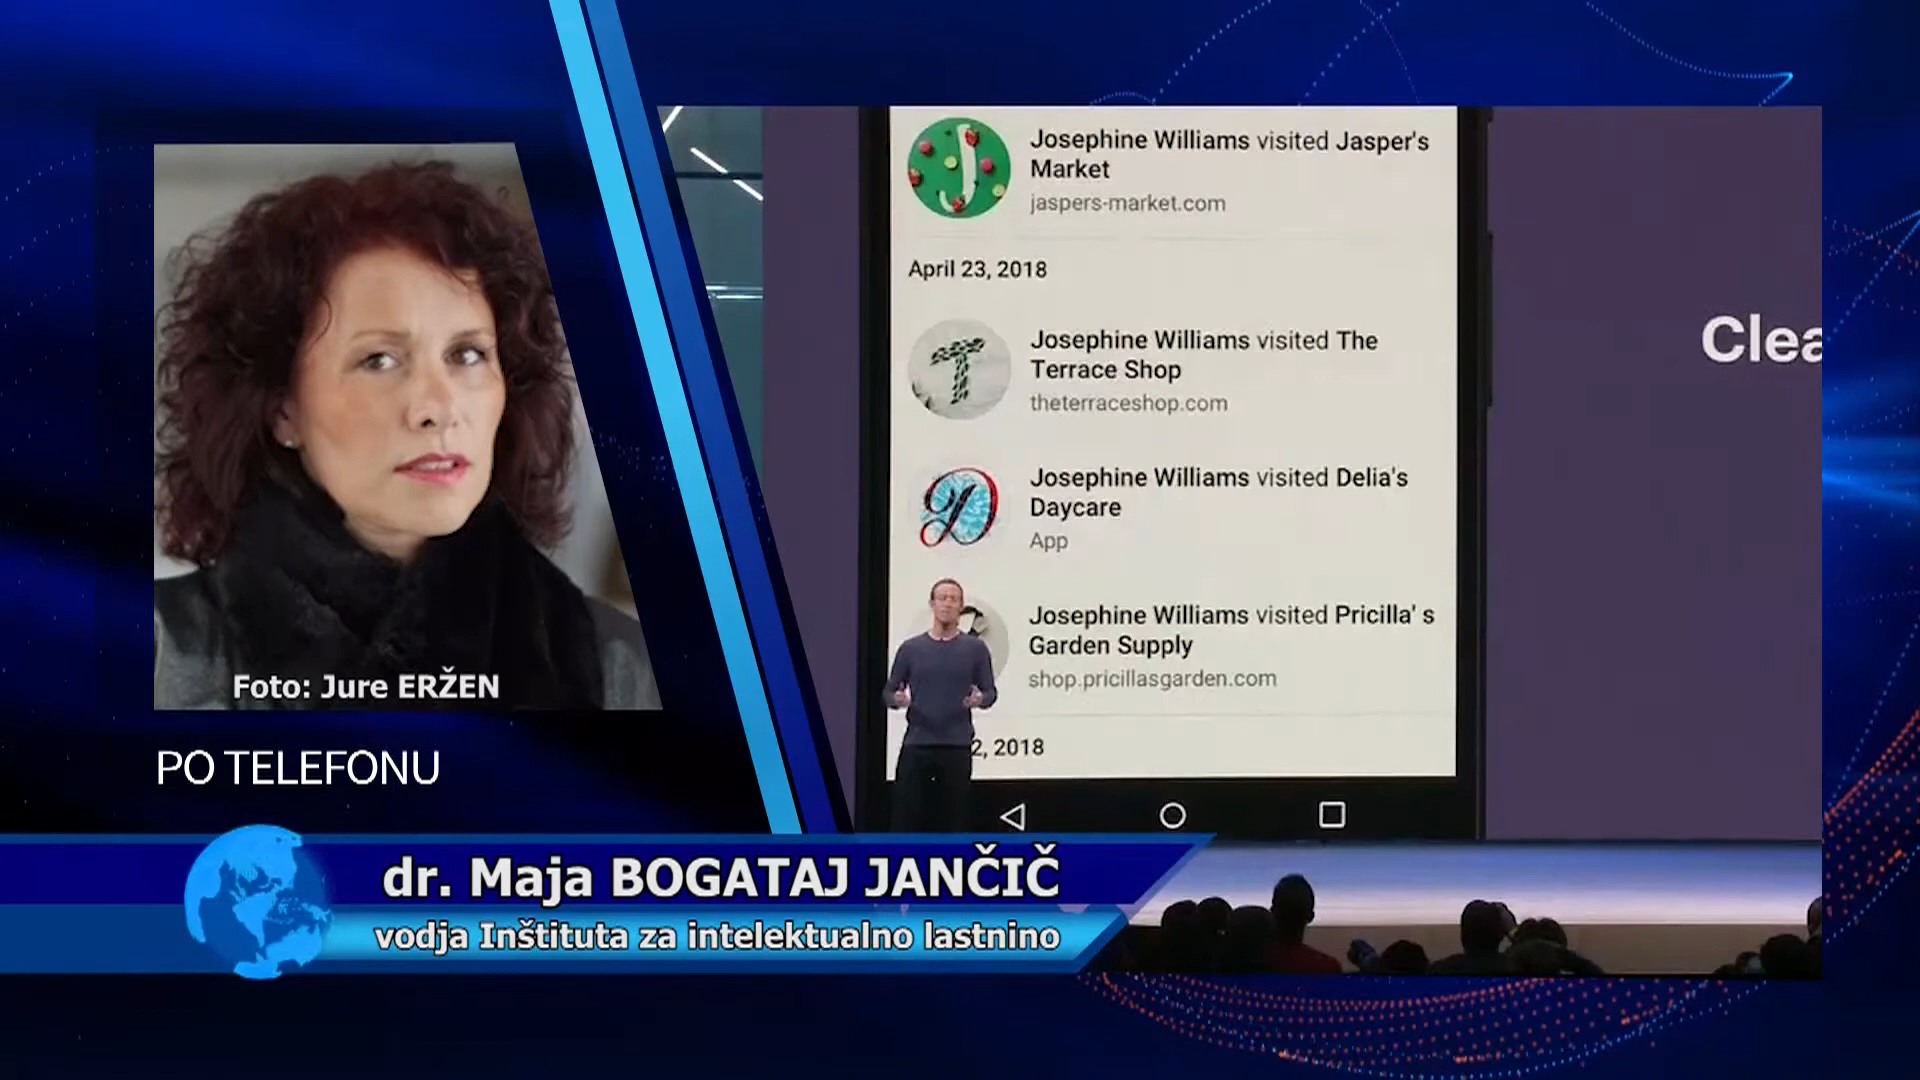 Josephine Williams visited Jasper's
Market
jaspers-market.com
April 23, 2018
Josephine Williams visited The
Terrace Shop
theterraceshop.com
Josephine Williams visited Delia's
Daycare
App
Josephine Williams visited Pricilla' s
Garden Supply
shop.pricillasgarden.com
2, 2018
Clea
Foto: Jure ERŽEN
PO TELEFONU
dr. Maja BOGATAJ JANČIČ
vodja Inštituta za intelektualno lastnino